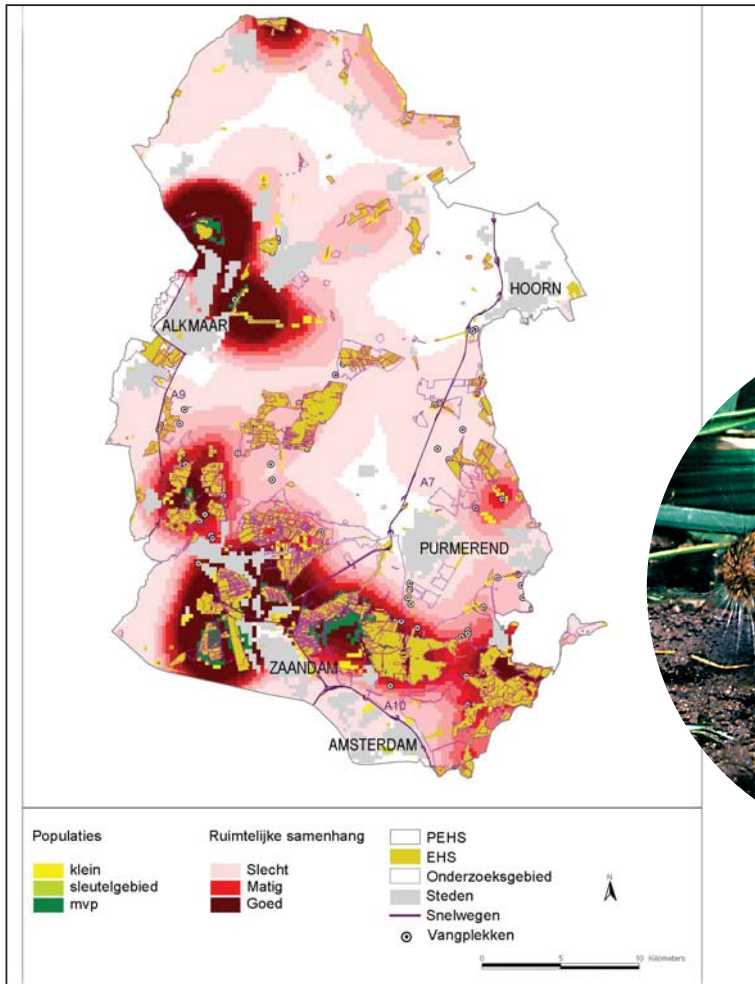 HOORN
ALKMAAR
A9
A7
PURMEREND
ZAANDAM
A10
AMSTERDAM
Populaties
klein
sleutelgebied
mvp
Ruimtelijke samenhang
Slecht
Matig
Goed
PEHS
EHS
Onderzoeksgebied
Steden
Snelwegen
Vangplekken
N
0 5 10 Kilometers